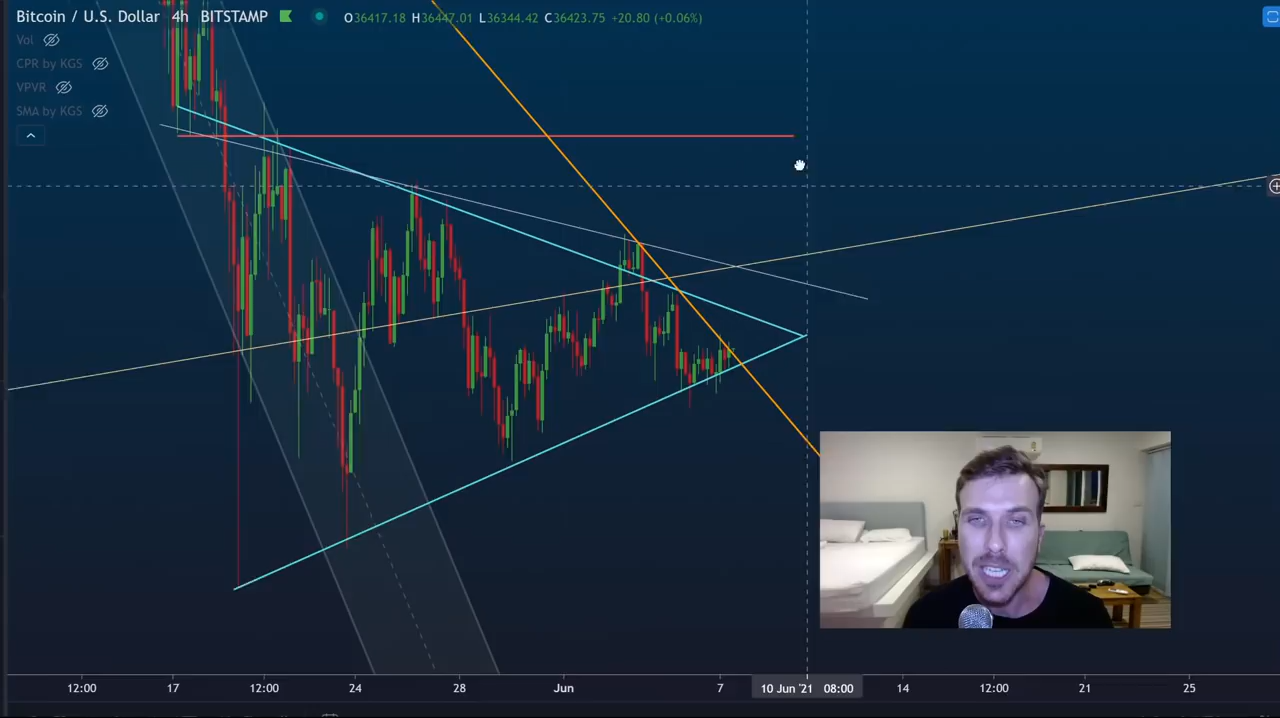 Bitcoin / U.S. Dollar 4h BITSTAMP O36417.18 H36447.01 L36344.42 C36423.75 +20.80 (+0.06%)
Vol
CPR by KGS
VPVR
SMA by KGS
12:00 17 12:00 24 28 Jun 7 10 Jun '21 08:00 14 12:00 21 25